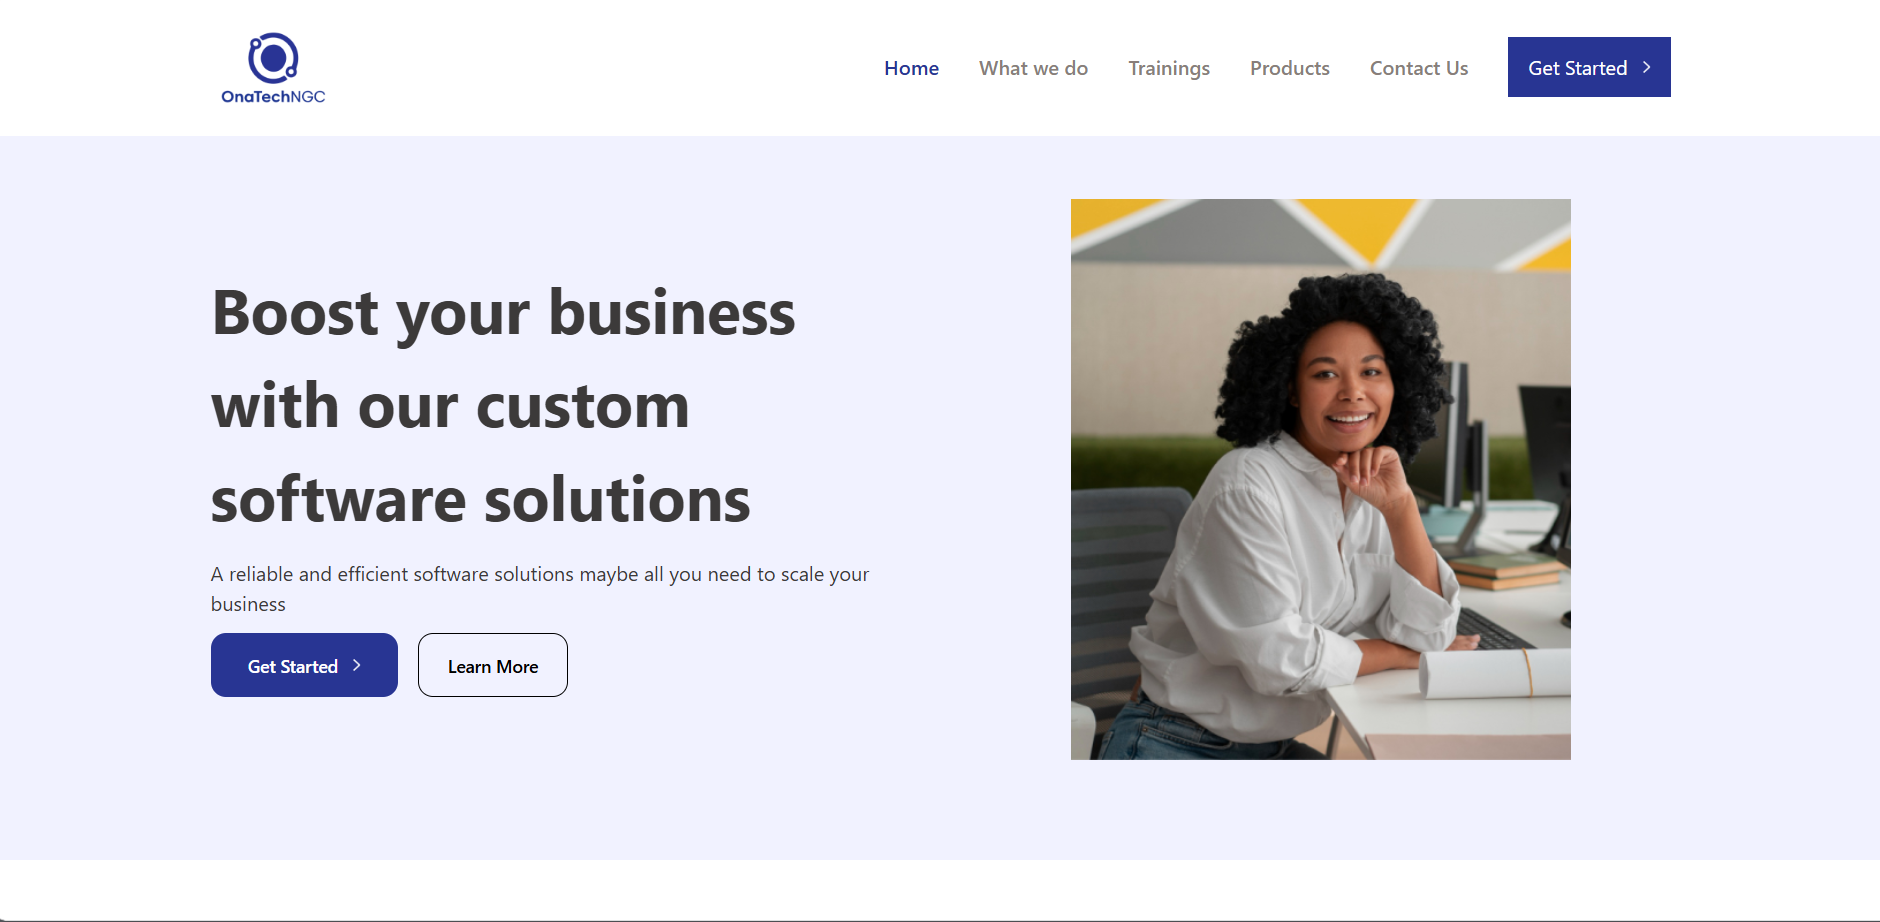 OnaTechNGC
Home
What we do
Trainings
Products
Contact Us
Get Started
Boost your business
with our custom
software solutions
A reliable and efficient software solutions maybe all you need to scale your
business
Get Started
Learn More